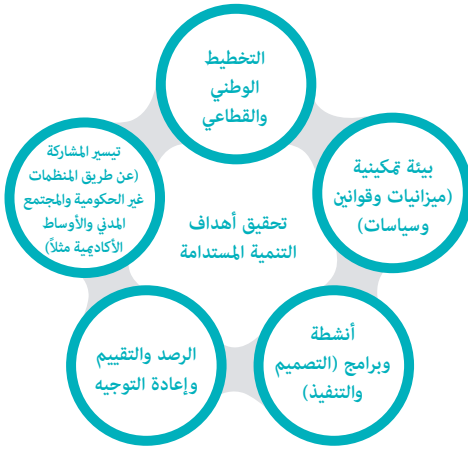 التخطيط
الوطني
والقطاعي
بيئة تمكينية
(ميزانيات وقوانين
وسياسات)
أنشطة
وبرامج (التصميم
والتنفيذ)
الرصد والتقييم
وإعادة التوجيه
تيسير المشاركة
(عن طريق المنظمات
غير الحكومية والمجتمع
المدني والأوساط
الأكاديمية مثلاً)
تحقيق أهداف
التنمية المستدامة